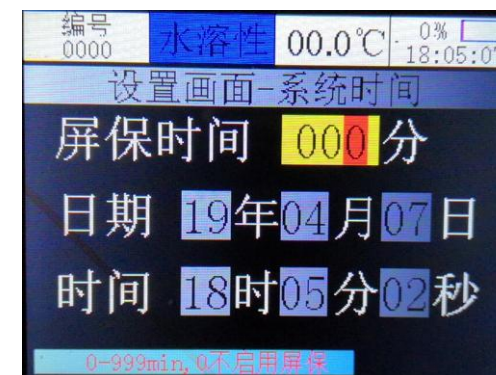 编号 0000 水溶性 00.0℃ 0% 18:05:0
设置画面-系统时间
屏保时间 000分
日期 19年04月07日
时间 18时05分02秒
0-999min,0不启用屏保